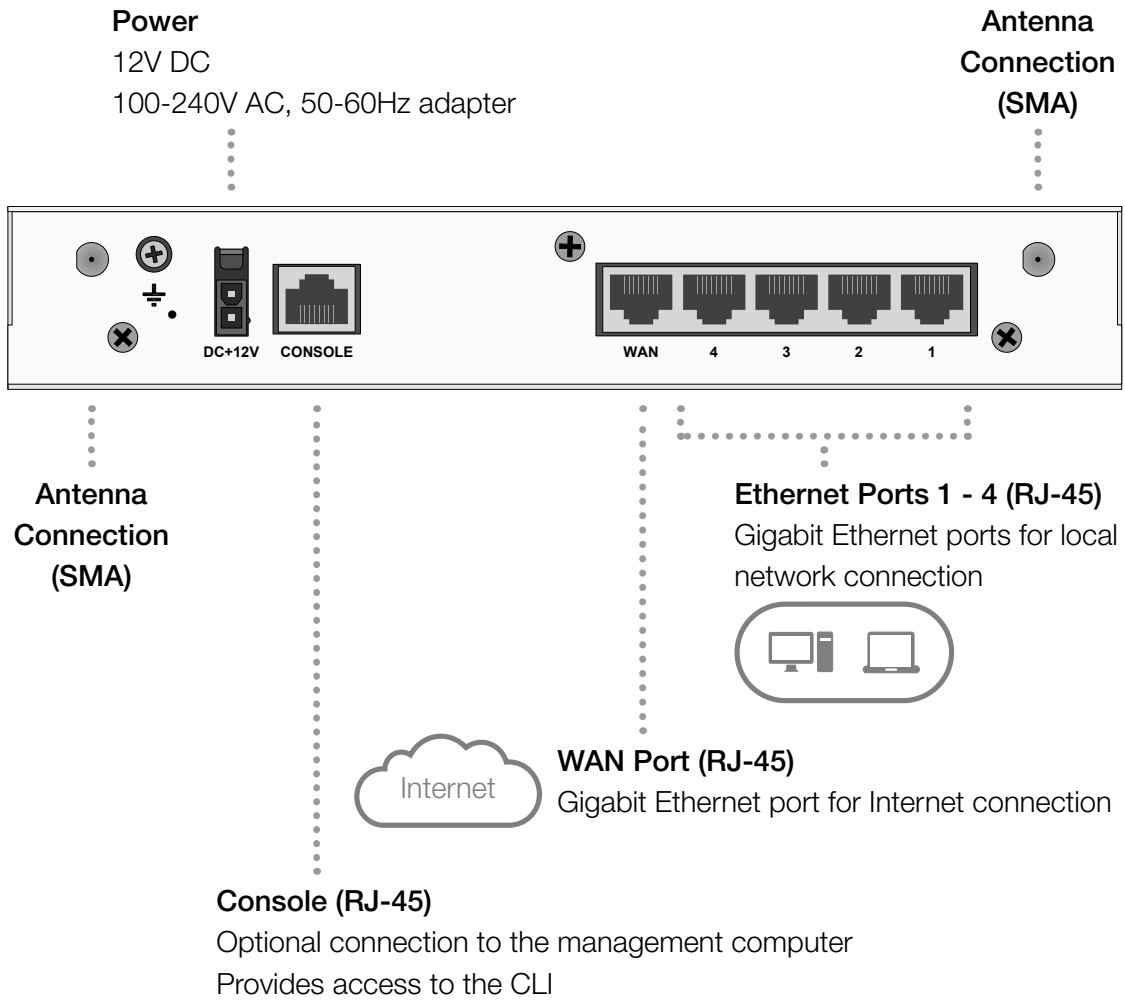 Power
12V DC
100-240V AC, 50-60Hz adapter
Antenna
Connection
(SMA)
DC+12V
CONSOLE
WAN
4
3
2
1
Antenna
Connection
(SMA)
Ethernet Ports 1 - 4 (RJ-45)
Gigabit Ethernet ports for local
network connection
Internet
WAN Port (RJ-45)
Gigabit Ethernet port for Internet connection
Console (RJ-45)
Optional connection to the management computer
Provides access to the CLI